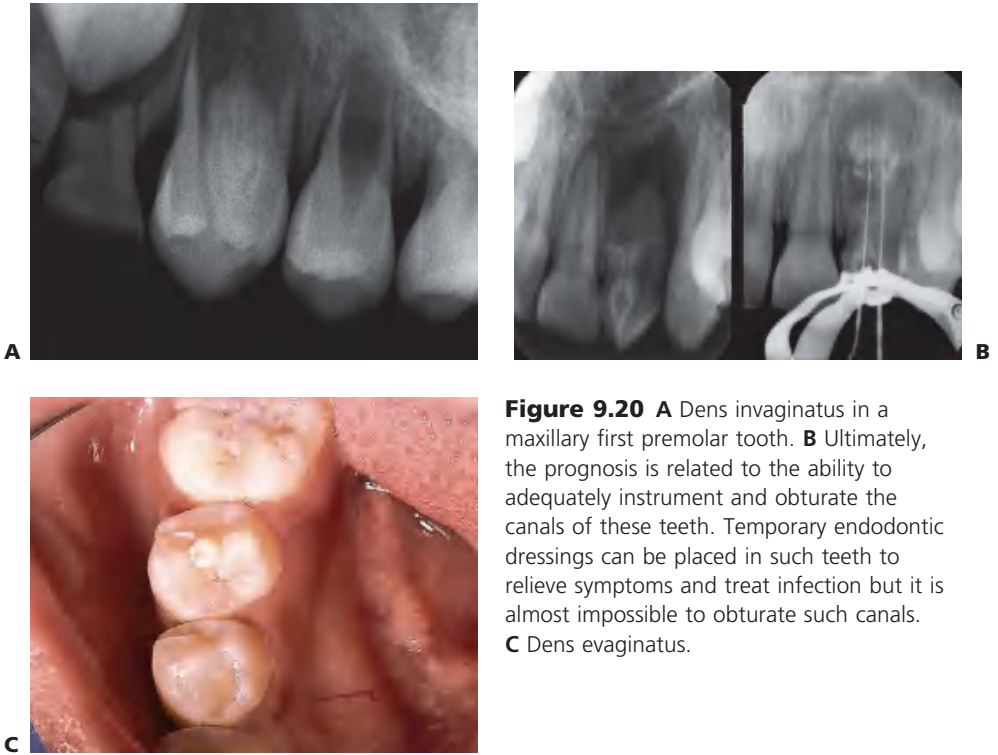 A
B
Figure 9.20 A Dens invaginatus in a
maxillary first premolar tooth. B Ultimately,
the prognosis is related to the ability to
adequately instrument and obturate the
canals of these teeth. Temporary endodontic
dressings can be placed in such teeth to
relieve symptoms and treat infection but it is
almost impossible to obturate such canals.
C Dens evaginatus.
C